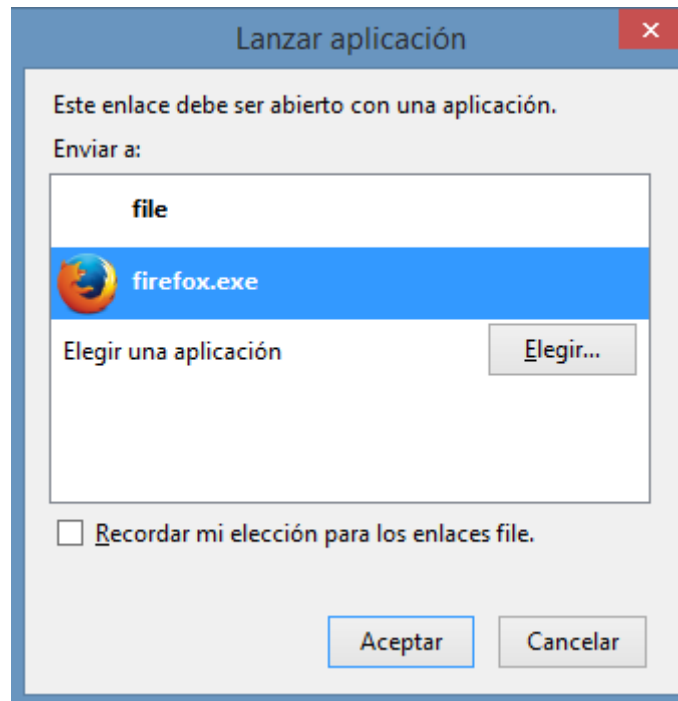 Lanzar aplicación
Este enlace debe ser abierto con una aplicación.
Enviar a:
file
firefox.exe
Elegir una aplicación
Elegir...
Recordar mi elección para los enlaces file.
Aceptar
Cancelar